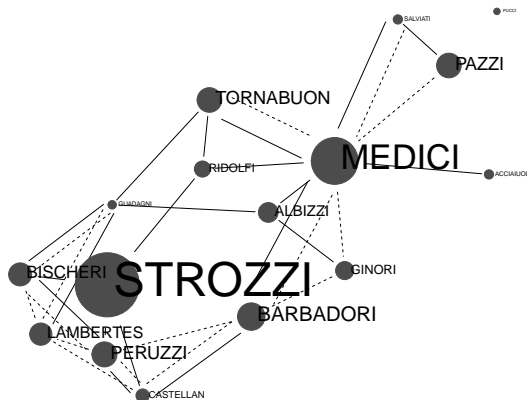 PUCCI
SALVIATI
PAZZI
TORNABUON
MEDICI
RIDOLFI
ACCIAIUOL
GUADAGNI
ALBIZZI
BISCHERI
STROZZI
GINORI
BARBADORI
LAMBERTES
PERUZZI
CASTELLAN